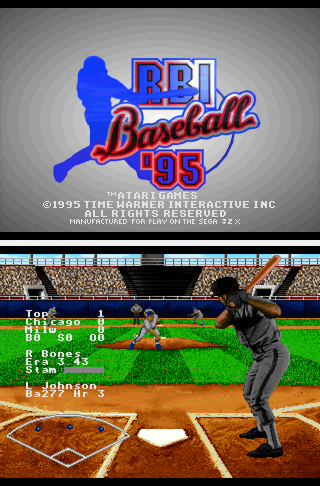 RBI
Baseball
'95
™ATARI GAMES
©1995 TIME WARNER INTERACTIVE INC
ALL RIGHTS RESERVED
MANUFACTURED FOR PLAY ON THE SEGA 32X
Top 1
Chicago 0
Milw 0
B0 S0 O0
R Bones
Era 3.43
Stam
L Johnson
Ba277 Hr 3